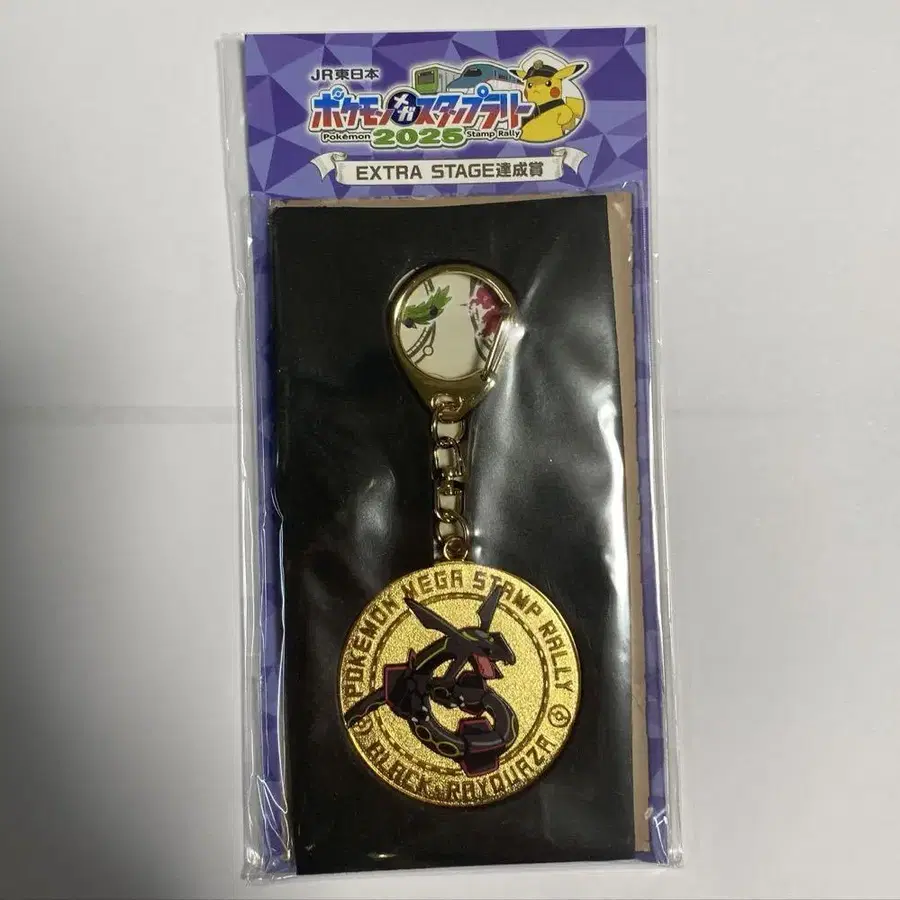 JR東日本
ポケモンメガスタンプラリー
Pokémon 2025 Stamp Rally
EXTRA STAGE達成賞
POKÉMON MEGA STAMP RALLY
BLACK RAYQUAZA